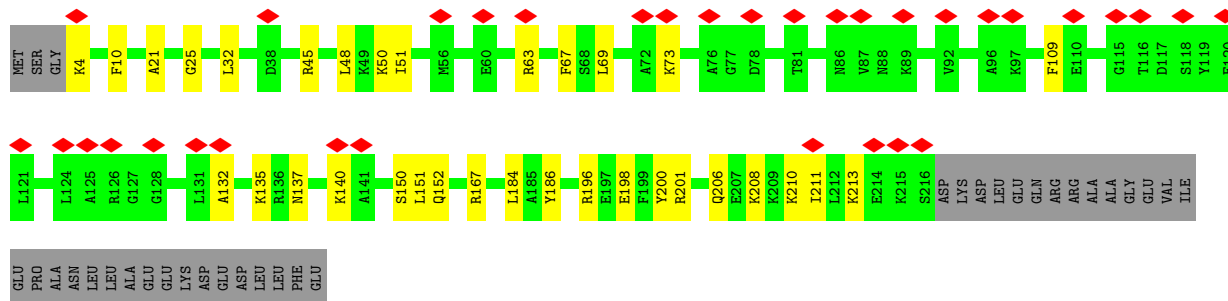 MET SER GLY K4 F10 A21 G25 L32 D38 R45 L48 K49 K50 I51 M56 E60 R63 F67 S68 L69 A72 K73 A76 G77 D78 T81 N86 V87 N88 K89 V92 A96 K97 F109 E110 G115 T116 D117 S118 Y119
L121 L124 A125 R126 G127 G128 L131 A132 K135 R136 N137 K140 A141 S150 L151 Q152 R167 L184 A185 Y186 R196 E197 E198 F199 Y200 R201 Q206 E207 K208 K209 K210 I211 L212 K213 E214 K215 S216 ASP LYS ASP LEU GLU GLN ARG ARG ALA ALA GLY GLU VAL ILE
GLU PRO ALA ASN LEU LEU ALA GLU GLU LYS ASP GLU ASP LEU LEU PHE GLU